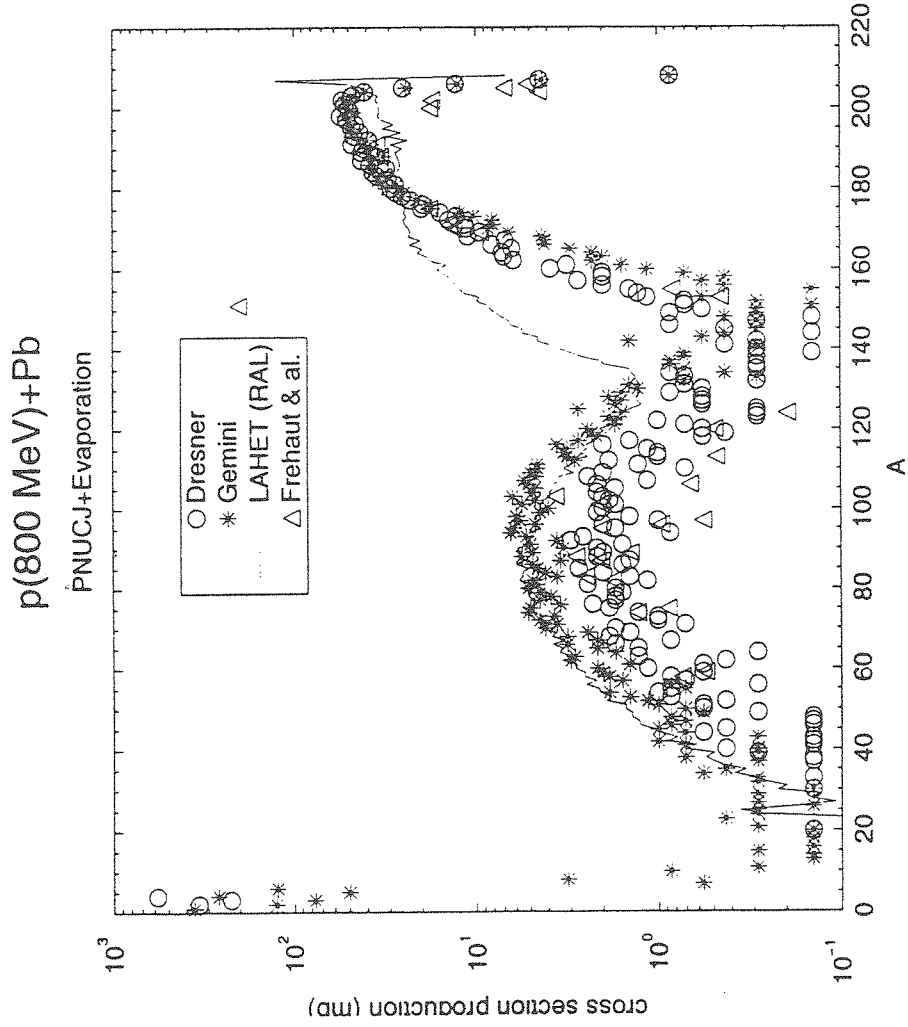 p(800 MeV)+Pb
PNUCJ+Evaporation
Dresner
Gemini
LAHET (RAL)
Frehaut & al.
cross section production (mb)
10³
10²
10¹
10⁰
10⁻¹
0 20 40 60 80 100 120 140 160 180 200 220
A